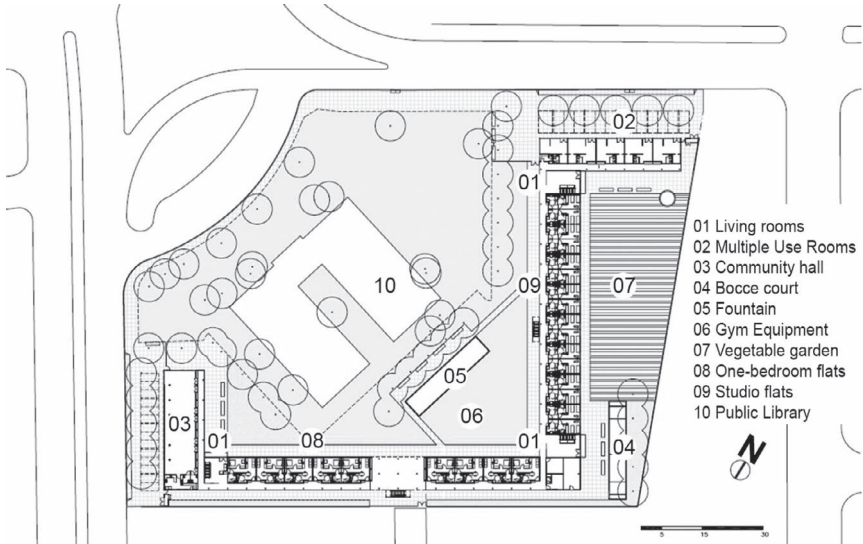 02
01
10
09
07
05
06
03
01
08
01
04
01 Living rooms
02 Multiple Use Rooms
03 Community hall
04 Bocce court
05 Fountain
06 Gym Equipment
07 Vegetable garden
08 One-bedroom flats
09 Studio flats
10 Public Library
N
5 15 30